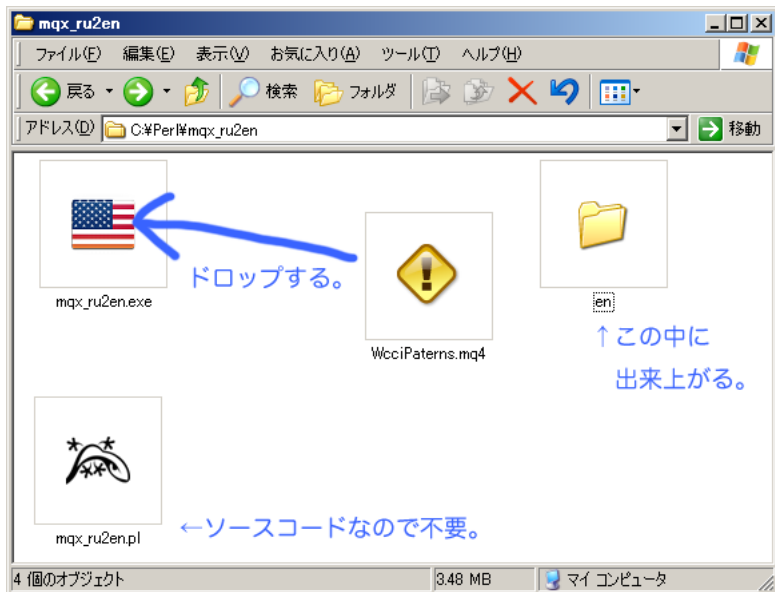 mqx_ru2en
ファイル(F) 編集(E) 表示(V) お気に入り(A) ツール(T) ヘルプ(H)
戻る 検索 フォルダ
アドレス(D) C:¥Perl¥mqx_ru2en 移動
ドロップする。
mqx_ru2en.exe
WcciPaterns.mq4
en
↑この中に
出来上がる。
←ソースコードなので不要。
mqx_ru2en.pl
4 個のオブジェクト 3.48 MB マイ コンピュータ